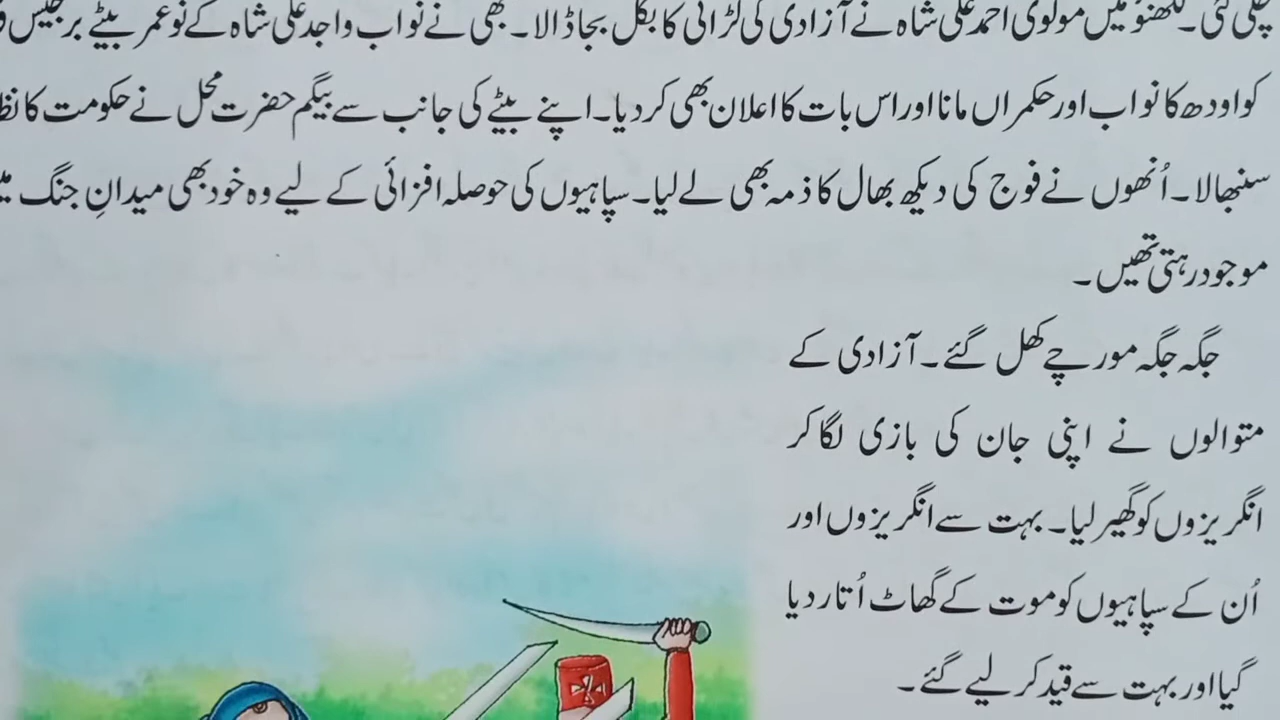 چلی گئی۔ لکھنؤ میں مولوی احمد علی شاہ نے آزادی کی لڑائی کا بگل بجا ڈالا۔ سبھی نے نواب واجد علی شاہ کے نو عمر بیٹے برجیس
کو اودھ کا نواب اور حکمراں مانا اور اس بات کا اعلان بھی کر دیا۔ اپنے بیٹے کی جانب سے بیگم حضرت محل نے حکومت کا
سنبھالا۔ اُنھوں نے فوج کی دیکھ بھال کا ذمہ بھی لے لیا۔ سپاہیوں کی حوصلہ افزائی کے لیے وہ خود بھی میدانِ جنگ
موجود رہتی تھیں۔
جگہ جگہ مورچے کھل گئے۔ آزادی کے
متوالوں نے اپنی جان کی بازی لگا کر
انگریزوں کو گھیر لیا۔ بہت سے انگریزوں اور
اُن کے سپاہیوں کو موت کے گھاٹ اُتار دیا
گیا اور بہت سے قید کر لیے گئے۔